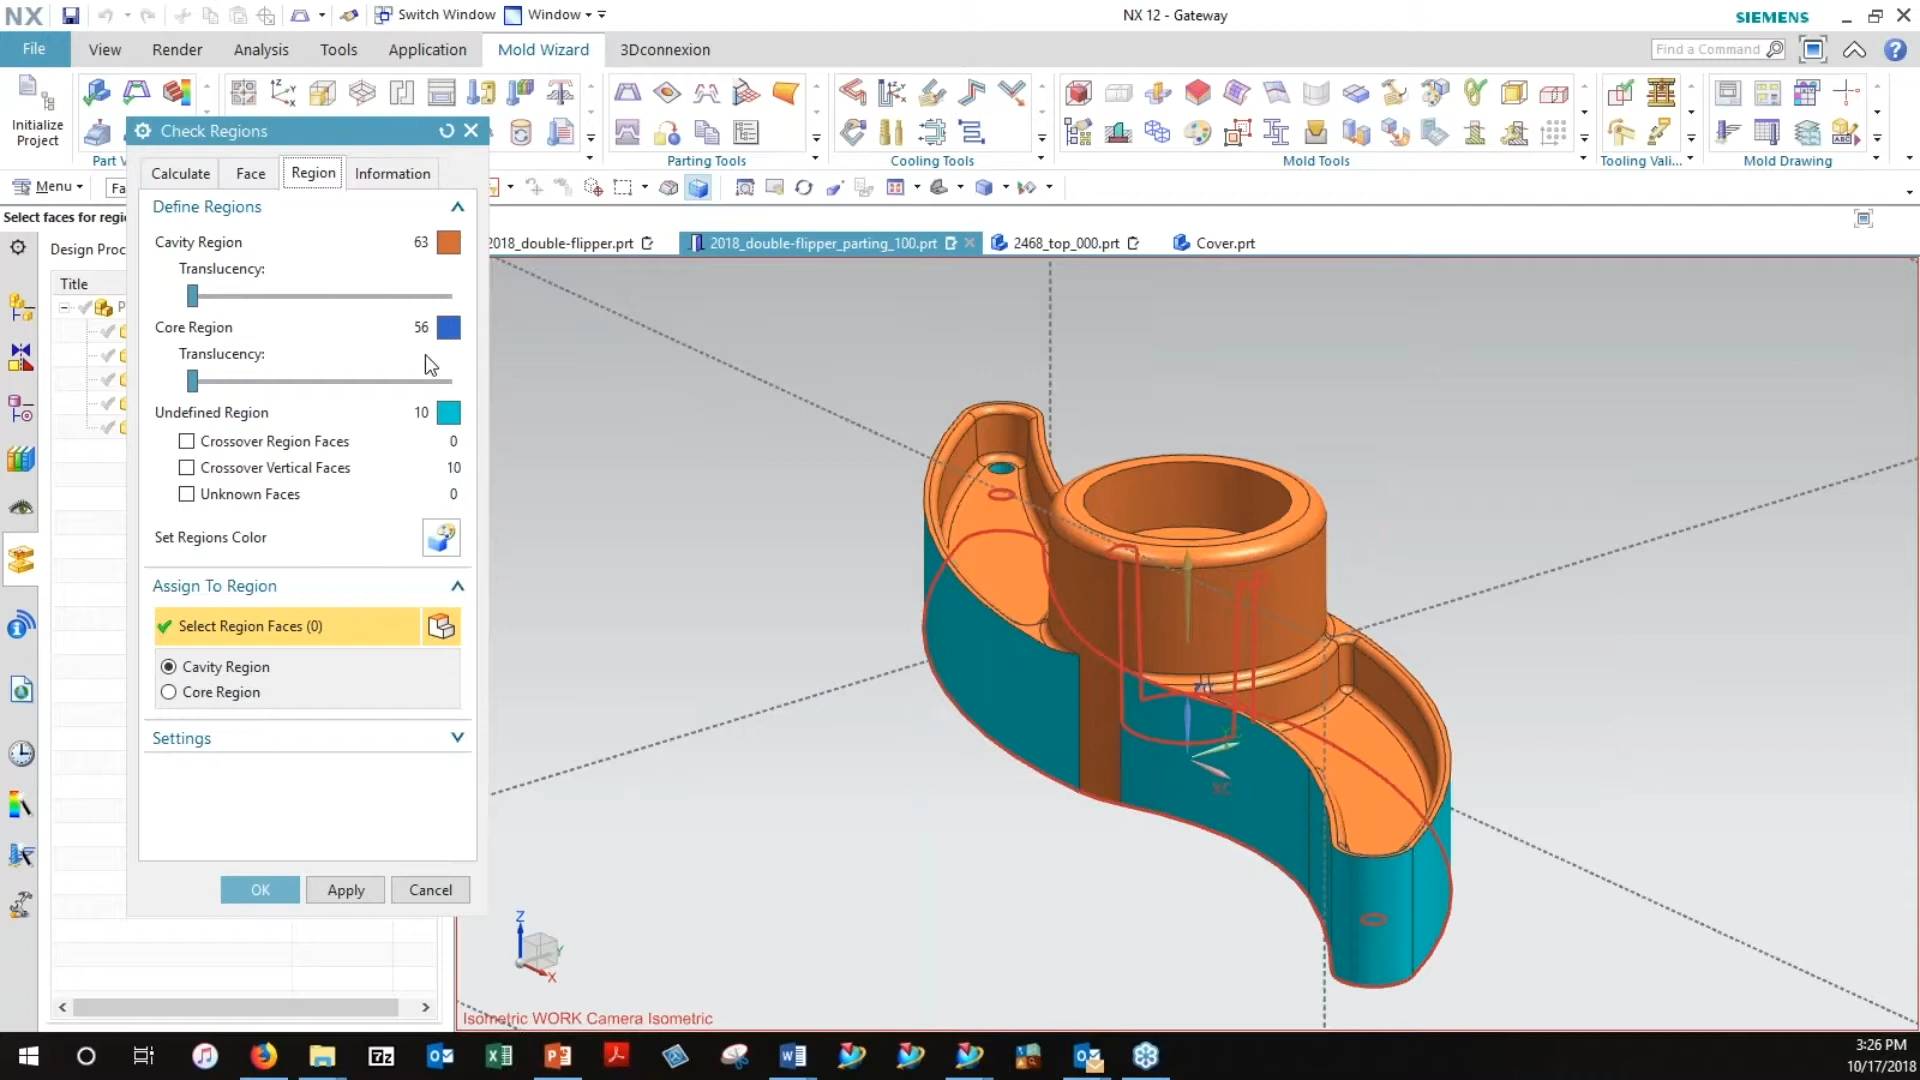 NX
Switch Window
Window
NX 12 - Gateway
SIEMENS
File
View
Render
Analysis
Tools
Application
Mold Wizard
3Dconnexion
Find a Command
Initialize
Project
Part V
Parting Tools
Cooling Tools
Mold Tools
Tooling Vali...
Mold Drawing
Check Regions
Menu
Fa
Calculate
Face
Region
Information
Select faces for regi
2018_double-flipper.prt
2018_double-flipper_parting_100.prt
2468_top_000.prt
Cover.prt
Design Proc
Title
P
Define Regions
Cavity Region
63
Translucency:
Core Region
56
Translucency:
Undefined Region
10
Crossover Region Faces
0
Crossover Vertical Faces
10
Unknown Faces
0
Set Regions Color
Assign To Region
Select Region Faces (0)
Cavity Region
Core Region
Settings
OK
Apply
Cancel
Z
Y
X
Isometric WORK Camera Isometric
3:26 PM
10/17/2018